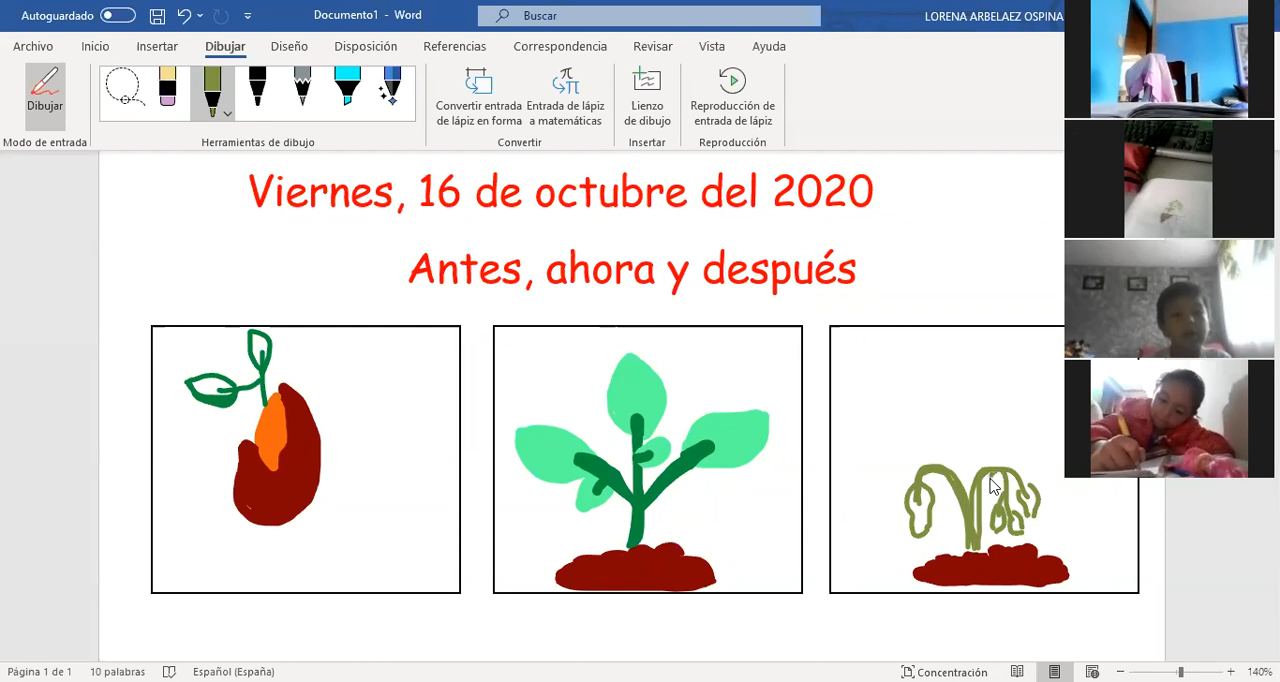 Autoguardado
Documento1 - Word
Buscar
LORENA ARBELAEZ OSPINA
Archivo
Inicio
Insertar
Dibujar
Diseño
Disposición
Referencias
Correspondencia
Revisar
Vista
Ayuda
Dibujar
Convertir entrada de lápiz en forma
Entrada de lápiz a matemáticas
Lienzo de dibujo
Reproducción de entrada de lápiz
Modo de entrada
Herramientas de dibujo
Convertir
Insertar
Reproducción
Viernes, 16 de octubre del 2020
Antes, ahora y después
Página 1 de 1
10 palabras
Español (España)
Concentración
140%